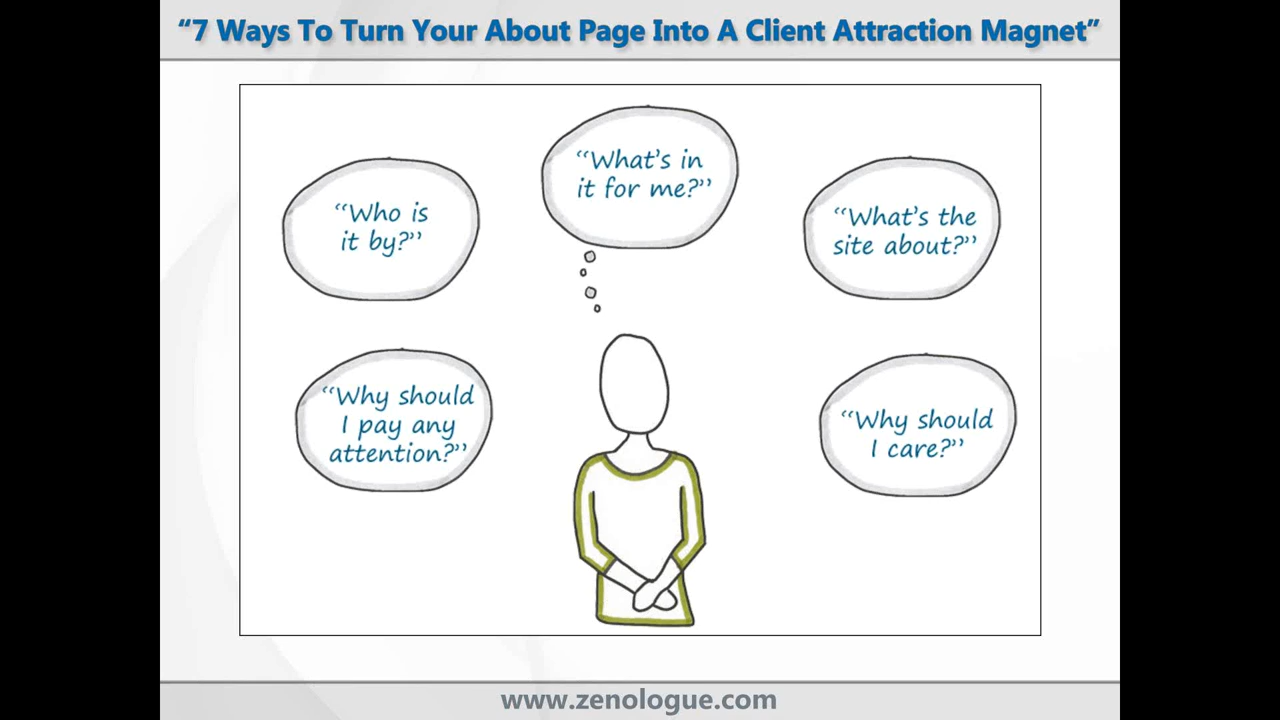 “7 Ways To Turn Your About Page Into A Client Attraction Magnet”
“What’s in
it for me?”
“Who is
it by?”
“What’s the
site about?”
“Why should
I pay any
attention?”
“Why should
I care?”
www.zenologue.com